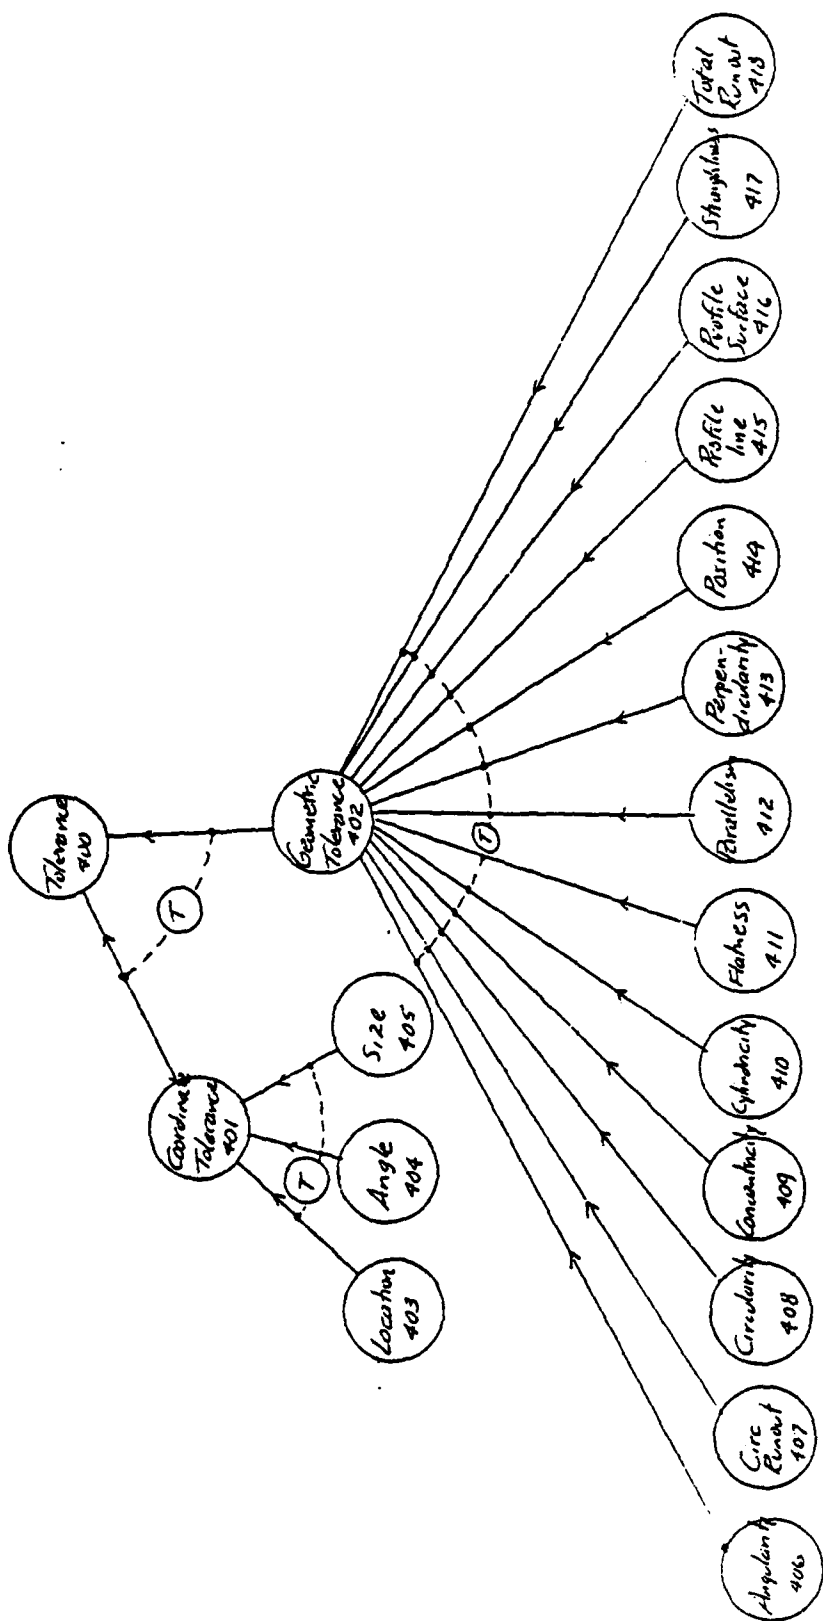 Tolerance
400
T
Coordinate
Tolerance
401
Geometric
Tolerance
402
Location
403
Angle
404
Size
405
T
T
Angularity
406
Circ
Runout
407
Circularity
408
Concentricity
409
Cylindricity
410
Flatness
411
Parallelism
412
Perpen-
dicularity
413
Position
414
Profile
line
415
Profile
Surface
416
Straightness
417
Total
Runout
418